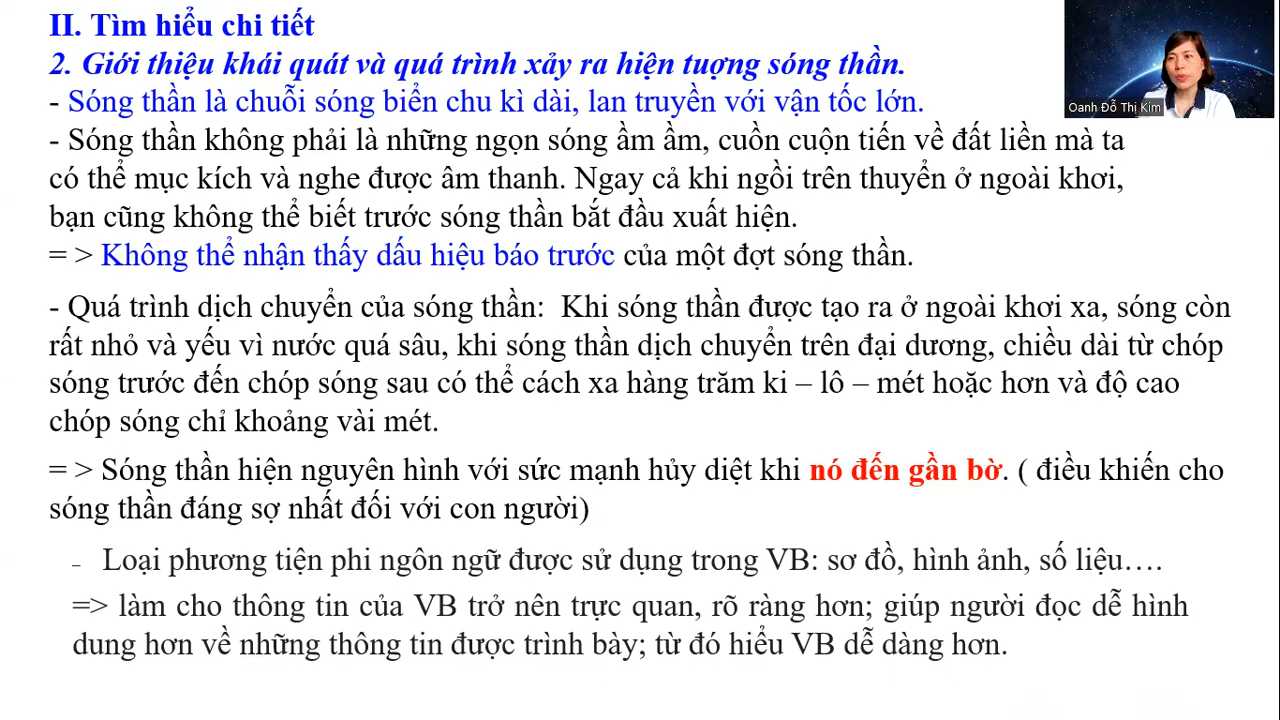 II. Tìm hiểu chi tiết
2. Giới thiệu khái quát và quá trình xảy ra hiện tuợng sóng thần.
- Sóng thần là chuỗi sóng biển chu kì dài, lan truyền với vận tốc lớn.
Oanh Đỗ Thị Kim
- Sóng thần không phải là những ngọn sóng ầm ầm, cuồn cuộn tiến về đất liền mà ta
có thể mục kích và nghe được âm thanh. Ngay cả khi ngồi trên thuyển ở ngoài khơi,
bạn cũng không thể biết trước sóng thần bắt đầu xuất hiện.
= > Không thể nhận thấy dấu hiệu báo trước của một đợt sóng thần.
- Quá trình dịch chuyển của sóng thần: Khi sóng thần được tạo ra ở ngoài khơi xa, sóng còn
rất nhỏ và yếu vì nước quá sâu, khi sóng thần dịch chuyển trên đại dương, chiều dài từ chóp
sóng trước đến chóp sóng sau có thể cách xa hàng trăm ki – lô – mét hoặc hơn và độ cao
chóp sóng chỉ khoảng vài mét.
= > Sóng thần hiện nguyên hình với sức mạnh hủy diệt khi nó đến gần bờ. ( điều khiến cho
sóng thần đáng sợ nhất đối với con người)
– Loại phương tiện phi ngôn ngữ được sử dụng trong VB: sơ đồ, hình ảnh, số liệu….
=> làm cho thông tin của VB trở nên trực quan, rõ ràng hơn; giúp người đọc dễ hình
dung hơn về những thông tin được trình bày; từ đó hiểu VB dễ dàng hơn.